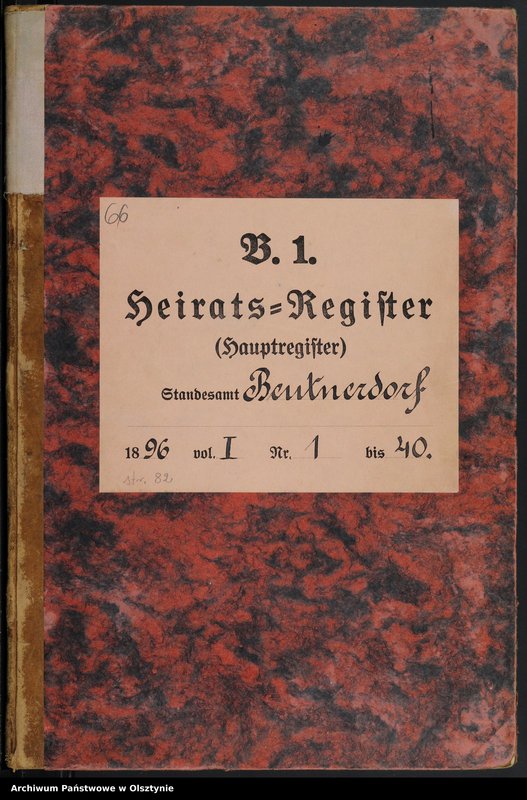 66
B. 1.
Heirats=Regiſter
(Hauptregiſter)
Standesamt Beutnerdorf
1896 vol. I Nr. 1 bis 40.
str. 82
Archiwum Państwowe w Olsztynie